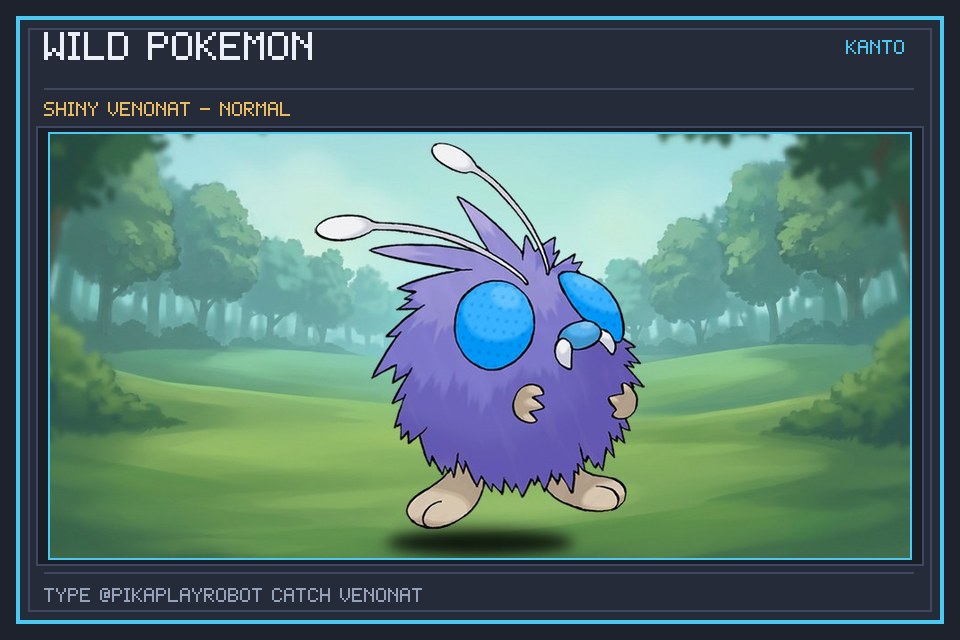 WILD POKEMON
KANTO
SHINY VENONAT - NORMAL
TYPE @PIKAPLAYROBOT CATCH VENONAT